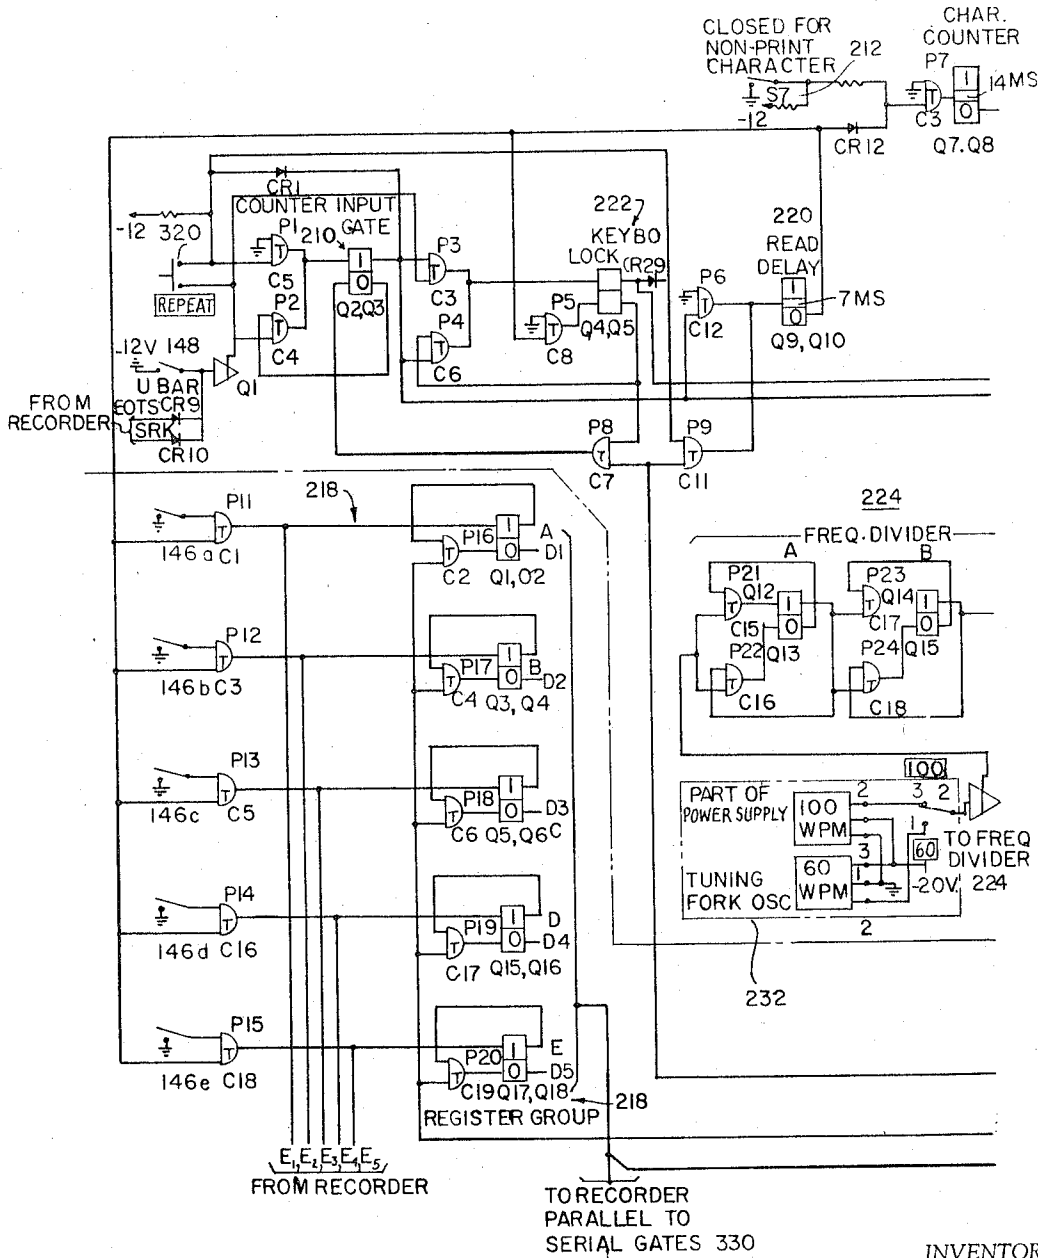 CLOSED FOR
NON-PRINT
CHARACTER
212
S7
-12
CHAR.
COUNTER
P7
T
C3
1
0
14MS
Q7.Q8
CR12
CR1
COUNTER INPUT
GATE
210
-12 320
REPEAT
P1
T
C5
P2
T
C4
1
0
Q2,Q3
P3
T
C3
P4
T
C6
222
KEYBO
LOCK
(R29
P5
T
C8
Q4,Q5
P6
T
C12
220
READ
DELAY
1
0
7MS
Q9,Q10
-12V 148
U BAR
Q1
FROM
RECORDER
EOTS
CR9
SRK
CR10
P8
T
C7
P9
T
C11
218
P11
T
146a C1
P16
T
C2
1
0
A
D1
Q1,O2
P12
T
146b C3
P17
T
C4
1
0
B
D2
Q3,Q4
P13
T
146c C5
P18
T
C6
1
0
D3
C
Q5,Q6
P14
T
146d C16
P19
T
C17
1
0
D
D4
Q15,Q16
P15
T
146e C18
P20
T
C19
1
0
E
D5
Q17,Q18
218
REGISTER GROUP
224
FREQ. DIVIDER
A
B
P21
Q12
T
C15
1
0
P22
Q13
T
C16
P23
Q14
T
C17
1
0
P24
Q15
T
C18
100
PART OF
POWER SUPPLY
100
WPM
2
3
2
1
3
60
TO FREQ
DIVIDER
224
-20V
TUNING
FORK OSC
60
WPM
1
2
232
E1,E2,E3,E4,E5
FROM RECORDER
TO RECORDER
PARALLEL TO
SERIAL GATES 330
INVENTOR